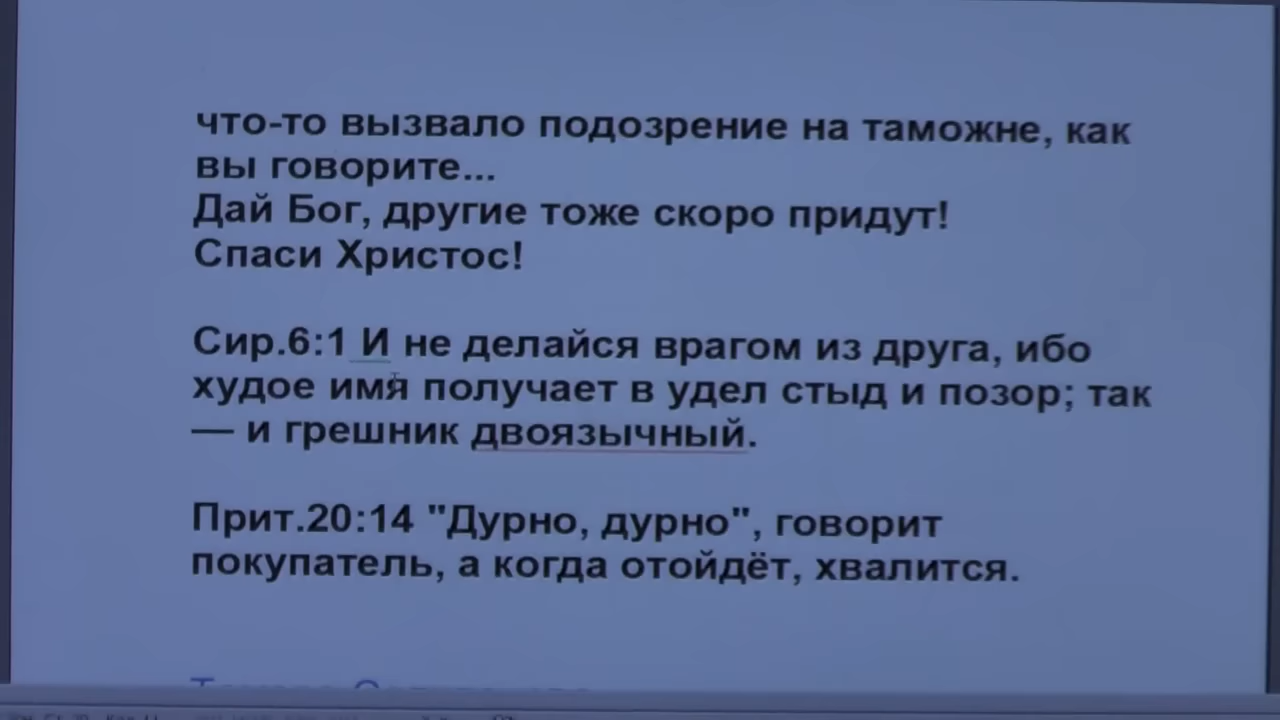 что-то вызвало подозрение на таможне, как
вы говорите...
Дай Бог, другие тоже скоро придут!
Спаси Христос!
Сир.6:1 И не делайся врагом из друга, ибо
худое имя получает в удел стыд и позор; так
— и грешник двоязычный.
Прит.20:14 "Дурно, дурно", говорит
покупатель, а когда отойдёт, хвалится.